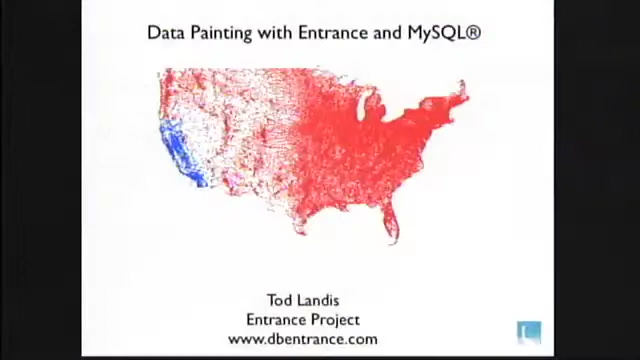 Data Painting with Entrance and MySQL®
Tod Landis
Entrance Project
www.dbentrance.com